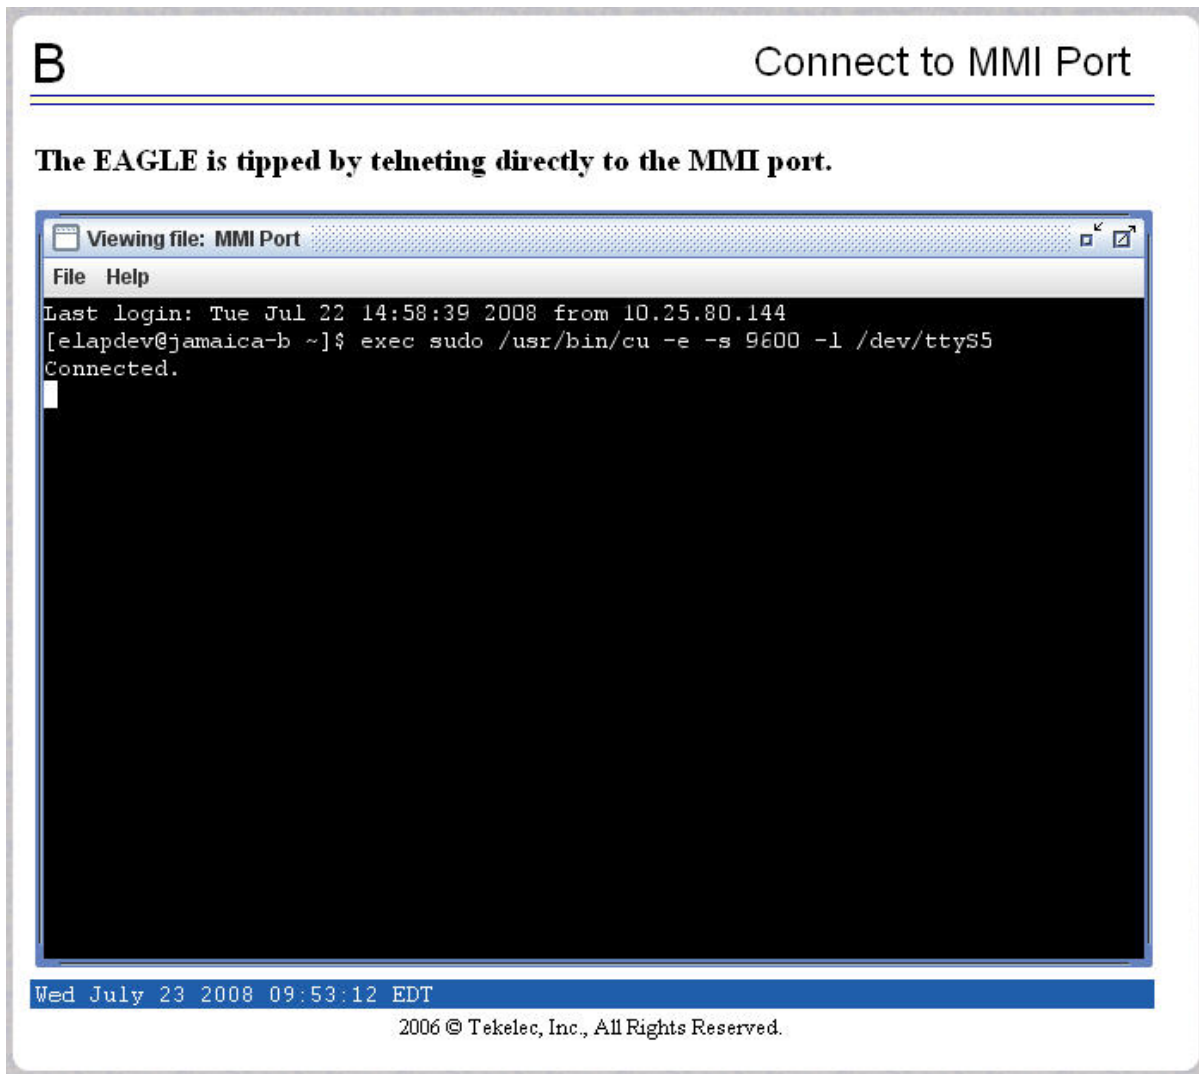 B
Connect to MMI Port
The EAGLE is tipped by telneting directly to the MMI port.
Viewing file: MMI Port
File Help
Last login: Tue Jul 22 14:58:39 2008 from 10.25.80.144
[elapdev@jamaica-b ~]$ exec sudo /usr/bin/cu -e -s 9600 -l /dev/ttyS5
Connected.
Wed July 23 2008 09:53:12 EDT
2006 © Tekelec, Inc., All Rights Reserved.